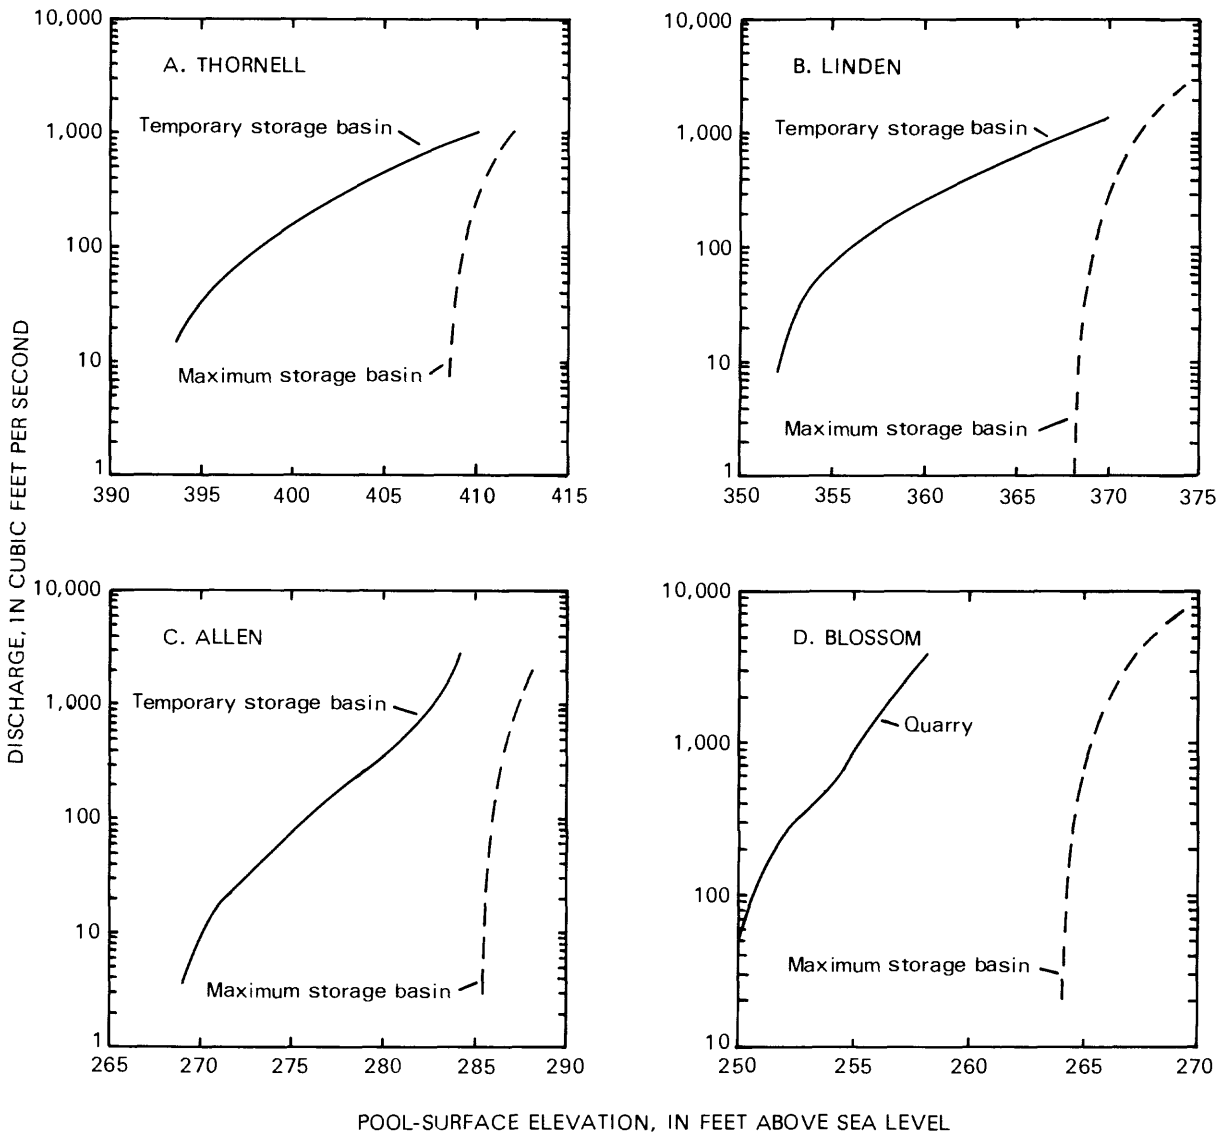 DISCHARGE, IN CUBIC FEET PER SECOND
A. THORNELL
10,000
1,000
100
10
1
Temporary storage basin
Maximum storage basin
390 395 400 405 410 415
B. LINDEN
10,000
1,000
100
10
1
Temporary storage basin
Maximum storage basin
350 355 360 365 370 375
C. ALLEN
10,000
1,000
100
10
1
Temporary storage basin
Maximum storage basin
265 270 275 280 285 290
D. BLOSSOM
10,000
1,000
100
10
Quarry
Maximum storage basin
250 255 260 265 270
POOL-SURFACE ELEVATION, IN FEET ABOVE SEA LEVEL